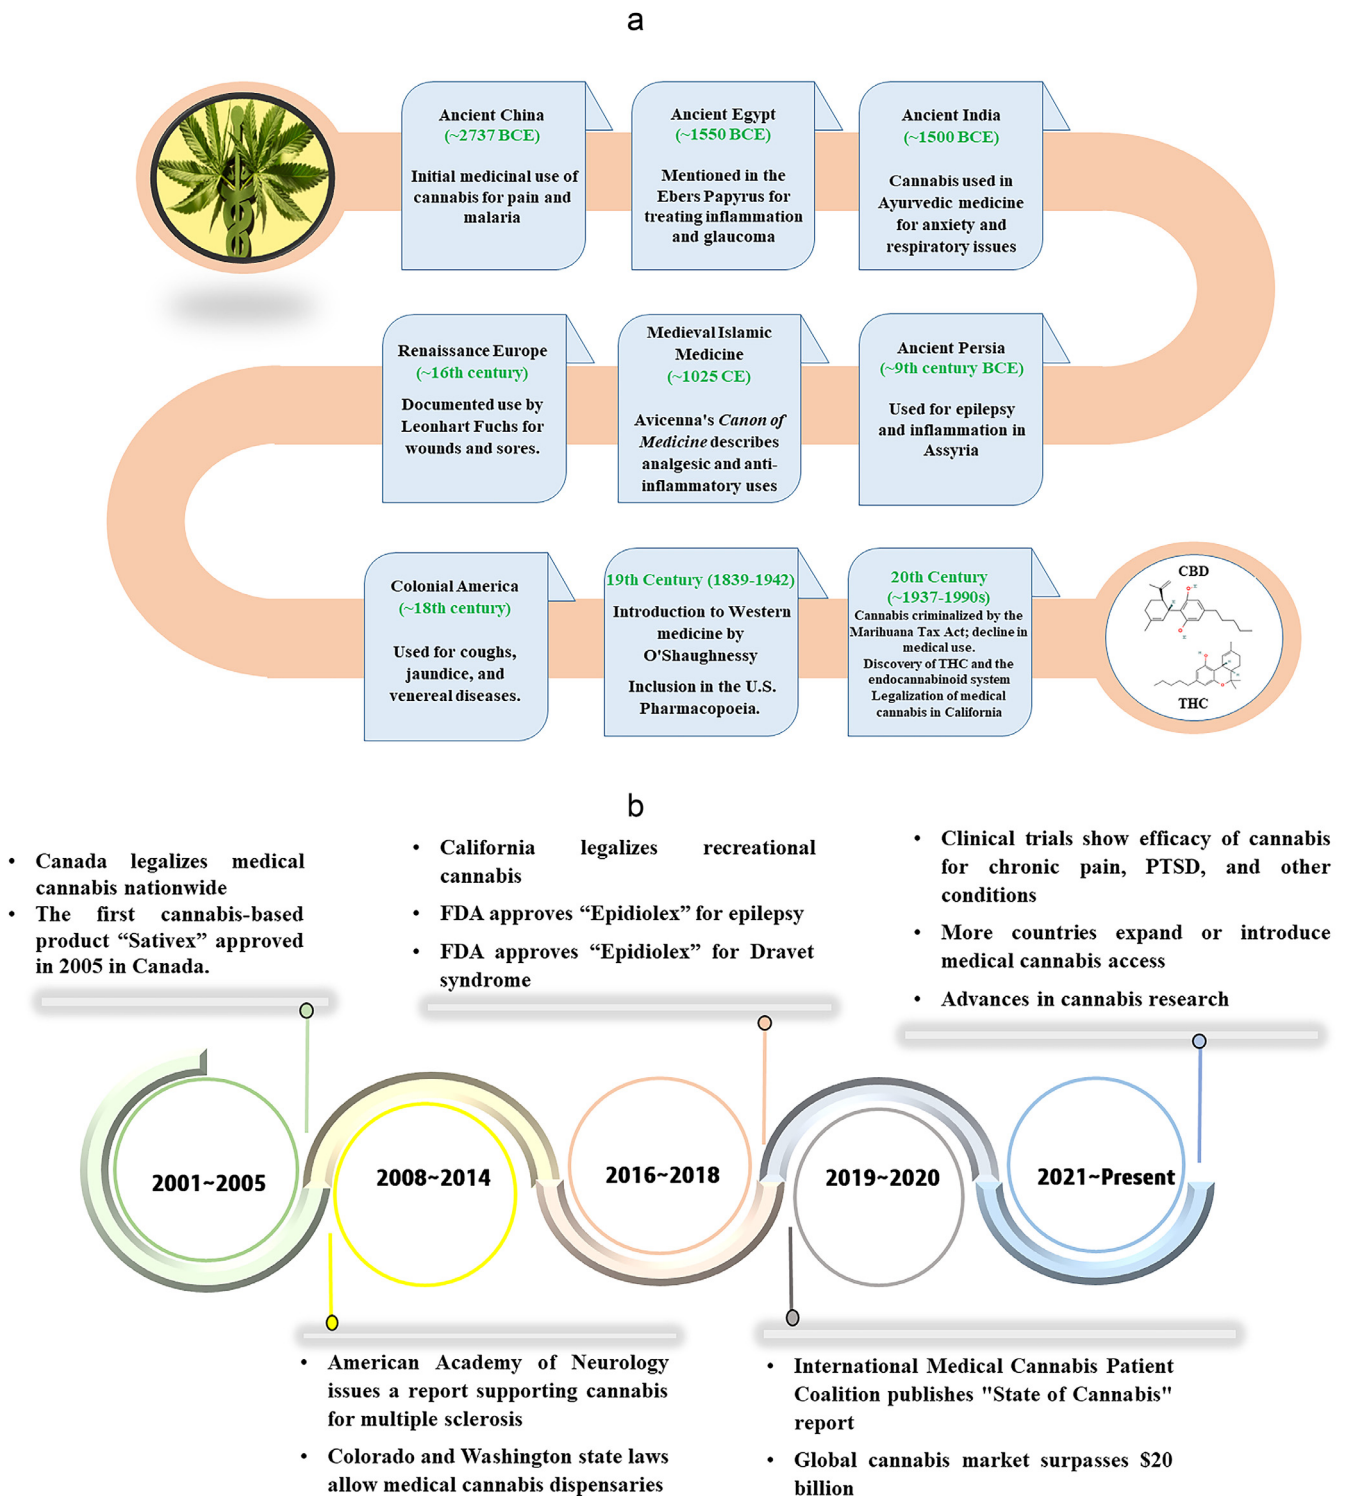 a
Ancient China
(~2737 BCE)
Initial medicinal use of
cannabis for pain and
malaria
Ancient Egypt
(~1550 BCE)
Mentioned in the
Ebers Papyrus for
treating inflammation
and glaucoma
Ancient India
(~1500 BCE)
Cannabis used in
Ayurvedic medicine
for anxiety and
respiratory issues
Renaissance Europe
(~16th century)
Documented use by
Leonhart Fuchs for
wounds and sores.
Medieval Islamic
Medicine
(~1025 CE)
Avicenna's Canon of
Medicine describes
analgesic and anti-
inflammatory uses
Ancient Persia
(~9th century BCE)
Used for epilepsy
and inflammation in
Assyria
Colonial America
(~18th century)
Used for coughs,
jaundice, and
venereal diseases.
19th Century (1839-1942)
Introduction to Western
medicine by
O'Shaughnessy
Inclusion in the U.S.
Pharmacopoeia.
20th Century
(~1937-1990s)
Cannabis criminalized by the
Marihuana Tax Act; decline in
medical use.
Discovery of THC and the
endocannabinoid system
Legalization of medical
cannabis in California
CBD
THC
b
• Canada legalizes medical
cannabis nationwide
• The first cannabis-based
product “Sativex” approved
in 2005 in Canada.
• California legalizes recreational
cannabis
• FDA approves “Epidiolex” for epilepsy
• FDA approves “Epidiolex” for Dravet
syndrome
• Clinical trials show efficacy of cannabis
for chronic pain, PTSD, and other
conditions
• More countries expand or introduce
medical cannabis access
• Advances in cannabis research
2001~2005
2008~2014
2016~2018
2019~2020
2021~Present
• American Academy of Neurology
issues a report supporting cannabis
for multiple sclerosis
• Colorado and Washington state laws
allow medical cannabis dispensaries
• International Medical Cannabis Patient
Coalition publishes "State of Cannabis"
report
• Global cannabis market surpasses $20
billion